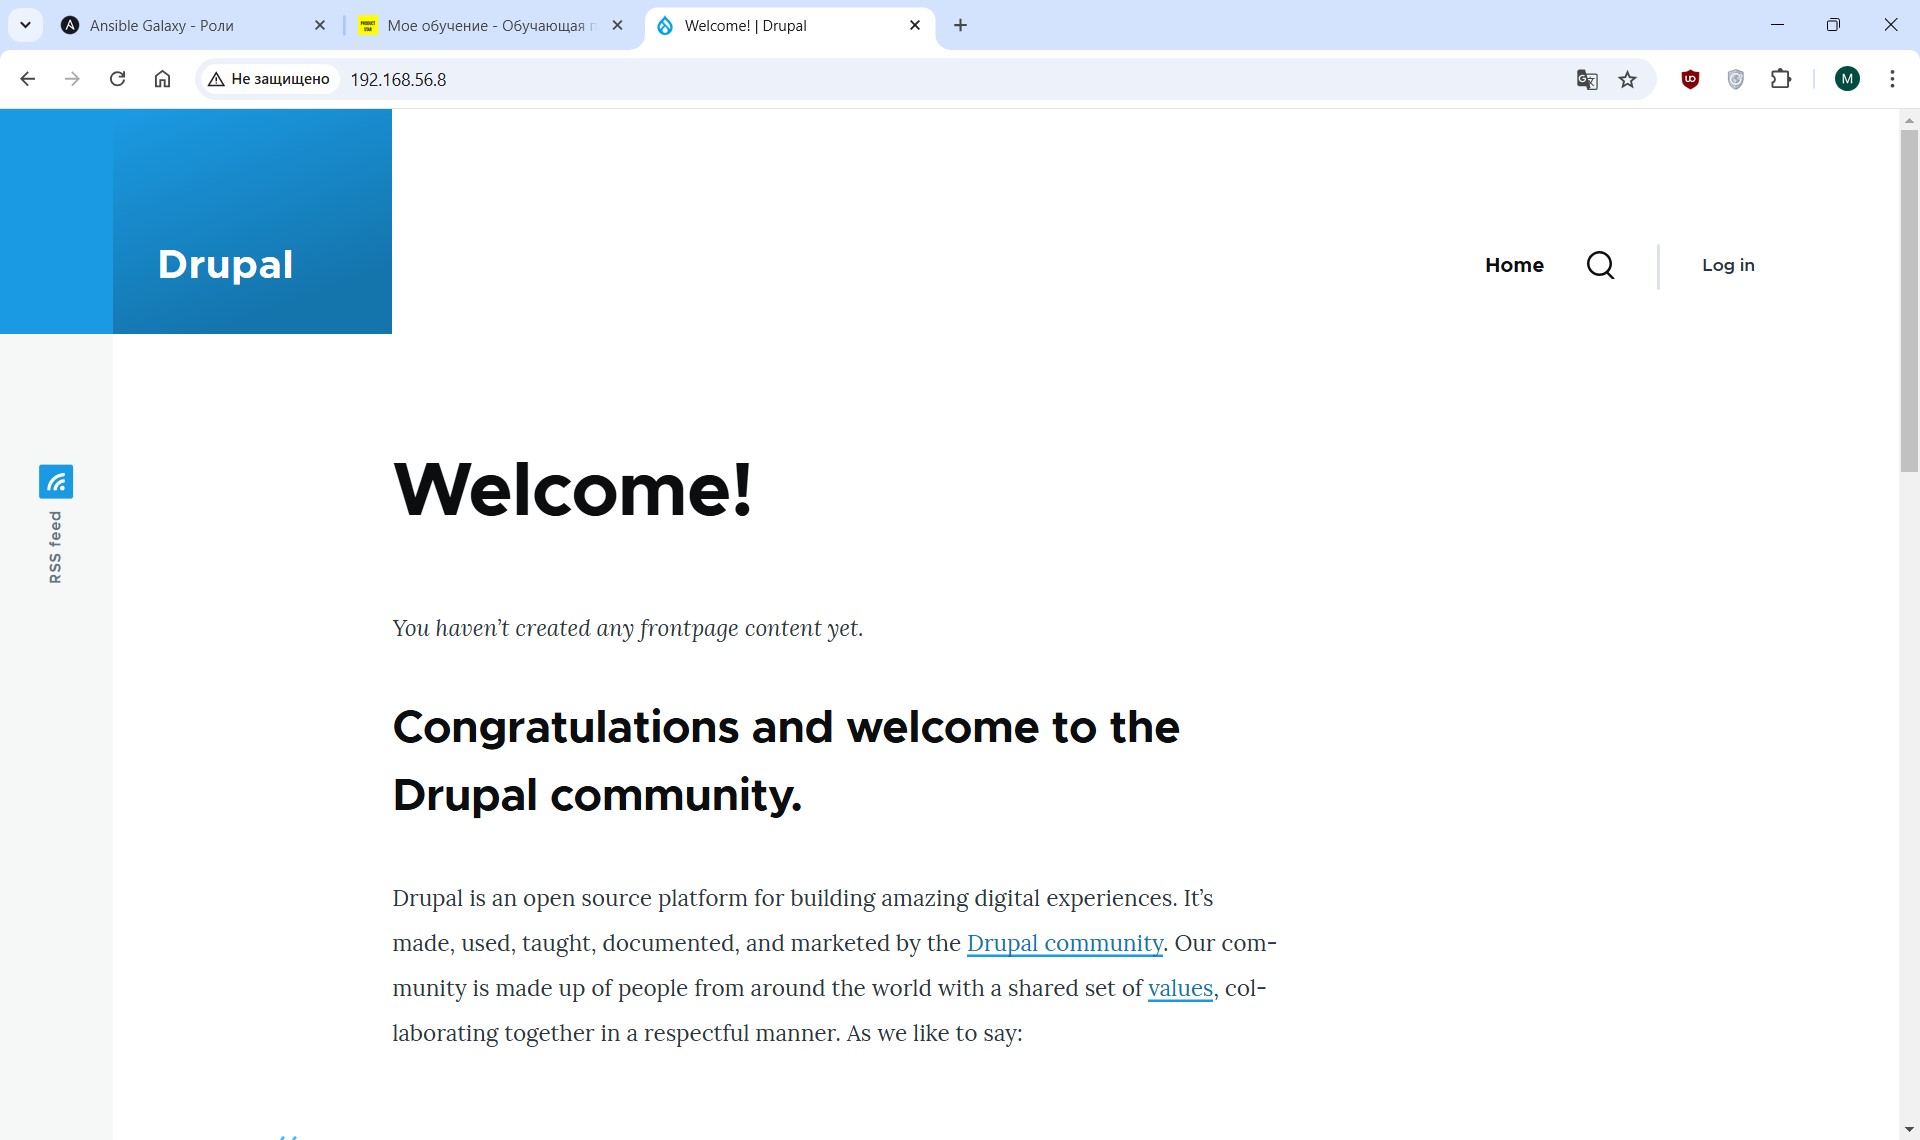 Ansible Galaxy - Роли
Мое обучение - Обучающая
Welcome! | Drupal
Не защищено
192.168.56.8
M
Drupal
Home
Log in
RSS feed
Welcome!
You haven’t created any frontpage content yet.
Congratulations and welcome to the
Drupal community.
Drupal is an open source platform for building amazing digital experiences. It’s
made, used, taught, documented, and marketed by the Drupal community. Our com-
munity is made up of people from around the world with a shared set of values, col-
laborating together in a respectful manner. As we like to say: